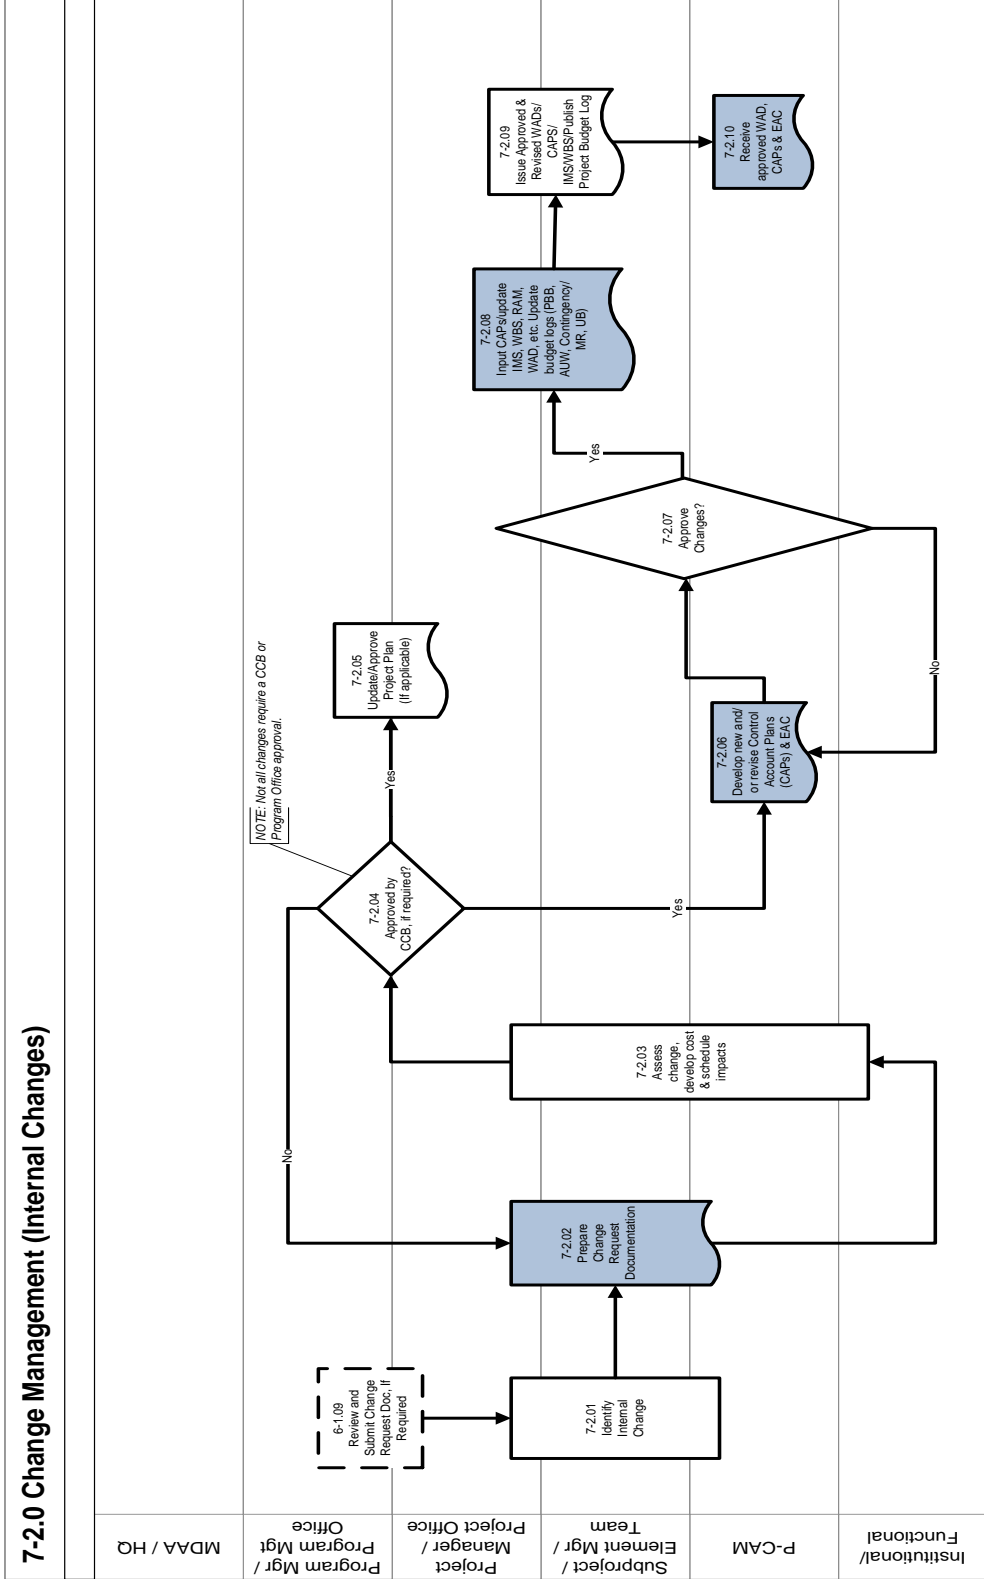 7-2.0 Change Management (Internal Changes)
MDAA / HQ
Program Mgr /
Program Mgt
Office
Project
Manager /
Project Office
Subproject /
Element Mgr /
Team
P-CAM
Institutional/
Functional
6-1.09
Review and
Submit Change
Request Doc, If
Required
7-2.01
Identify
Internal
Change
7-2.02
Prepare
Change
Request
Documentation
7-2.03
Assess
change,
develop cost
& schedule
impacts
No
7-2.04
Approved by
CCB, if required?
NOTE: Not all changes require a CCB or
Program Office approval.
Yes
7-2.05
Update/Approve
Project Plan
(If applicable)
Yes
7-2.06
Develop new and/
or revise Control
Account Plans
(CAPs) & EAC
7-2.07
Approve
Changes?
No
Yes
7-2.08
Input CAPs/update
IMS, WBS, RAM,
WAD, etc. Update
budget logs (PBB,
AUW, Contingency/
MR, UB)
7-2.09
Issue Approved &
Revised WADs/
CAPS/
IMS/WBS/Publish
Project Budget Log
7-2.10
Receive
approved WAD,
CAPs & EAC